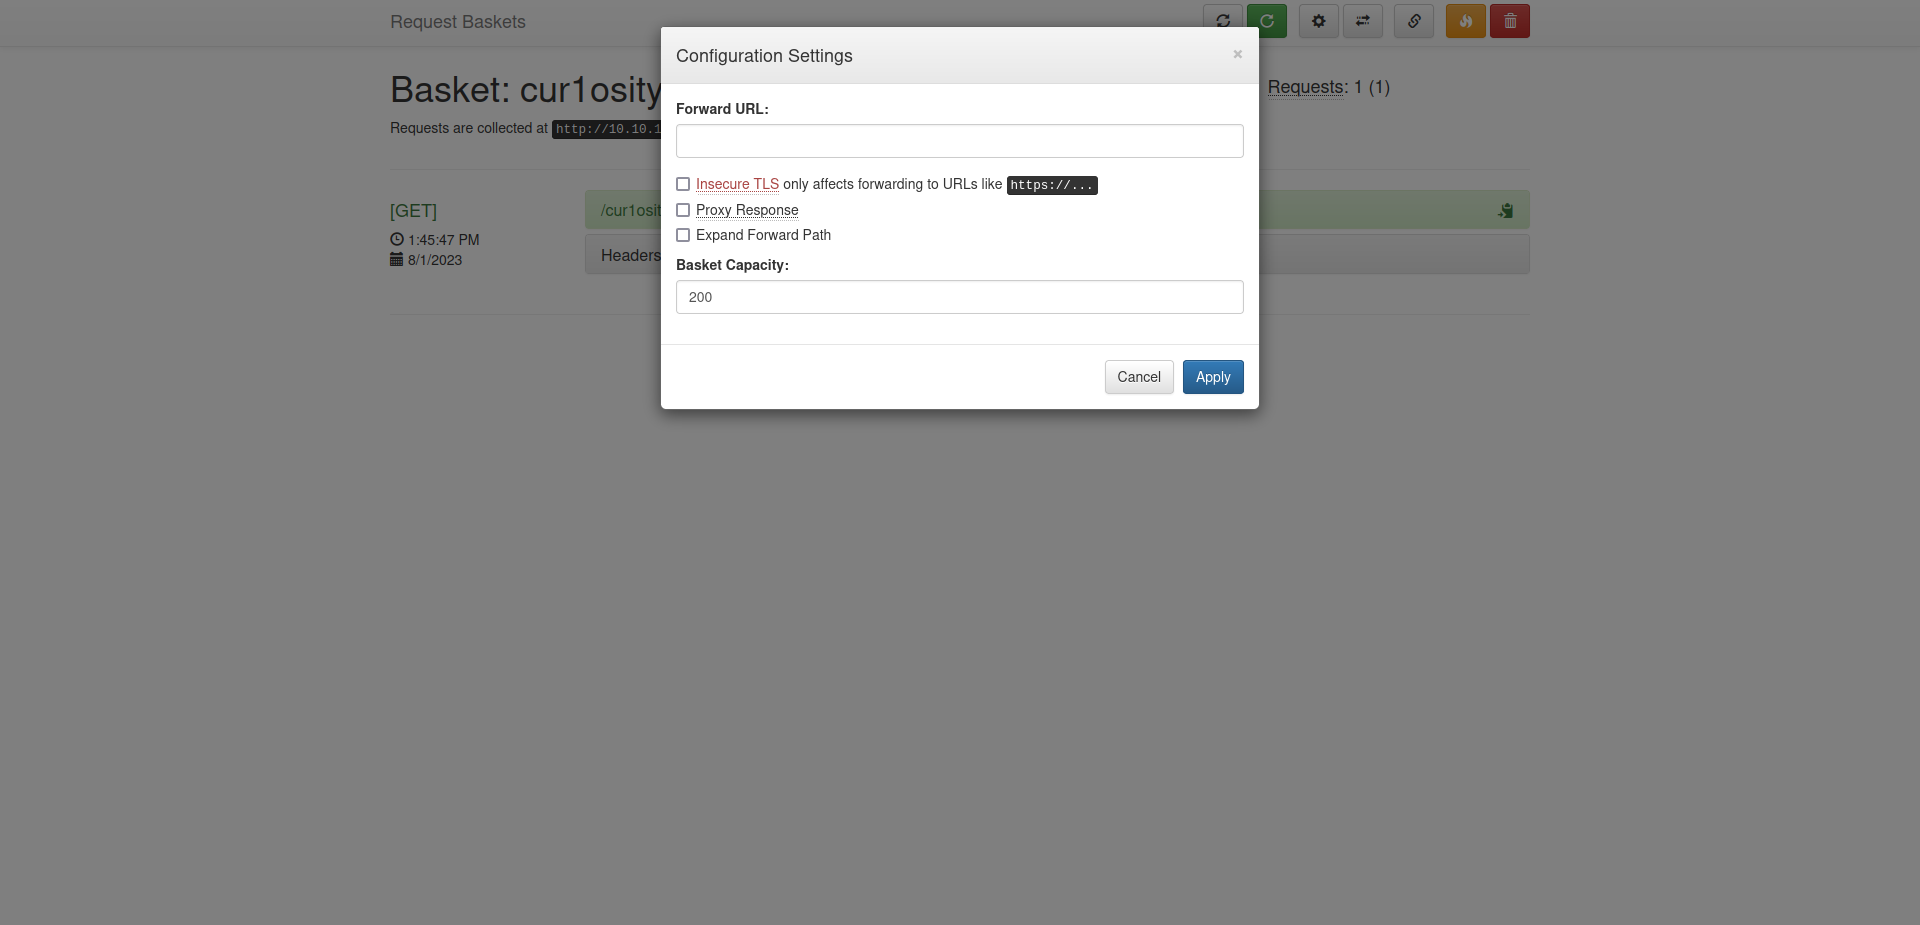 Request Baskets
Configuration Settings ×
Basket: cur1osity
Requests: 1 (1)
Requests are collected at http://10.10.1
Forward URL:
Insecure TLS only affects forwarding to URLs like https://...
[GET]
Proxy Response
1:45:47 PM
Expand Forward Path
8/1/2023
Headers
Basket Capacity:
200
Cancel
Apply